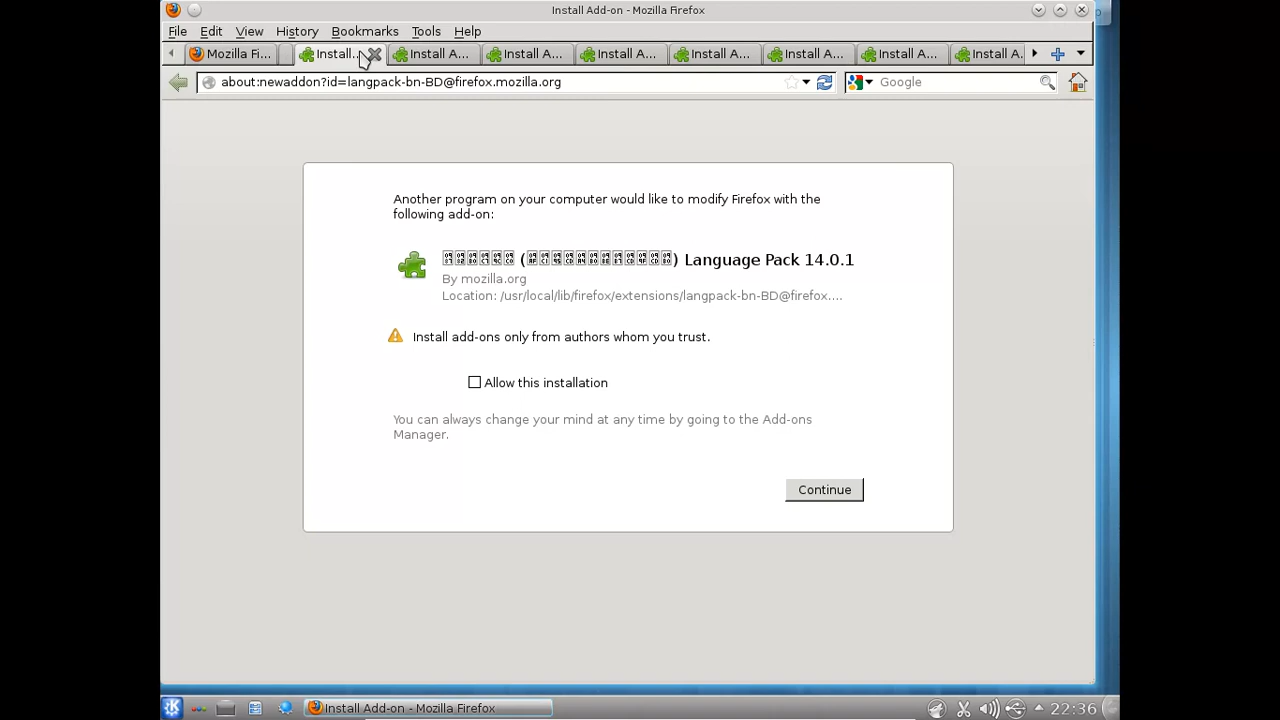 Install Add-on - Mozilla Firefox
File Edit View History Bookmarks Tools Help
Mozilla Fi... Install... Install A... Install A... Install A... Install A... Install A... Install A... Install A.
about:newaddon?id=langpack-bn-BD@firefox.mozilla.org
Google
Another program on your computer would like to modify Firefox with the
following add-on:
Language Pack 14.0.1
By mozilla.org
Location: /usr/local/lib/firefox/extensions/langpack-bn-BD@firefox....
Install add-ons only from authors whom you trust.
Allow this installation
You can always change your mind at any time by going to the Add-ons
Manager.
Continue
Install Add-on - Mozilla Firefox
22:36